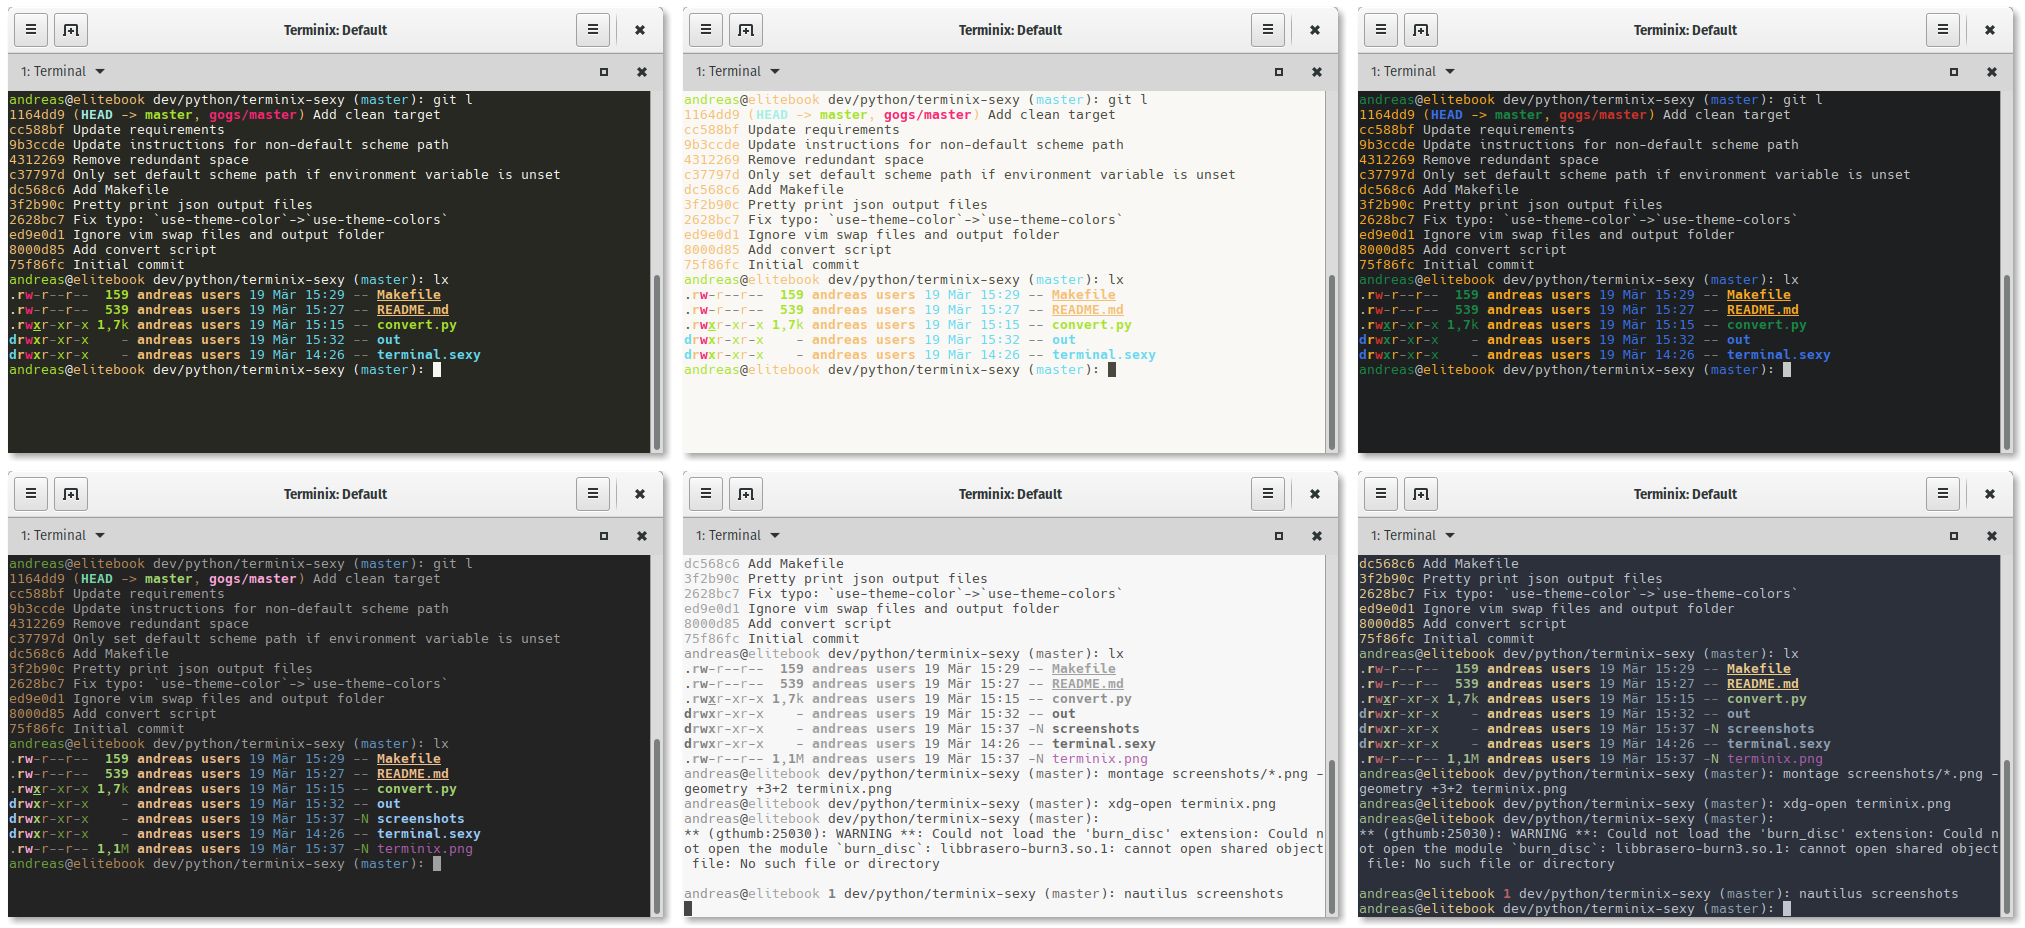 Terminix: Default
1: Terminal
andreas@elitebook dev/python/terminix-sexy (master): git l
1164dd9 (HEAD -> master, gogs/master) Add clean target
cc588bf Update requirements
9b3ccde Update instructions for non-default scheme path
4312269 Remove redundant space
c37797d Only set default scheme path if environment variable is unset
dc568c6 Add Makefile
3f2b90c Pretty print json output files
2628bc7 Fix typo: `use-theme-color`->`use-theme-colors`
ed9e0d1 Ignore vim swap files and output folder
8000d85 Add convert script
75f86fc Initial commit
andreas@elitebook dev/python/terminix-sexy (master): lx
.rw-r--r--  159 andreas users 19 Mär 15:29 -- Makefile
.rw-r--r--  539 andreas users 19 Mär 15:27 -- README.md
.rwxr-xr-x 1,7k andreas users 19 Mär 15:15 -- convert.py
drwxr-xr-x    - andreas users 19 Mär 15:32 -- out
drwxr-xr-x    - andreas users 19 Mär 14:26 -- terminal.sexy
andreas@elitebook dev/python/terminix-sexy (master):
Terminix: Default
1: Terminal
andreas@elitebook dev/python/terminix-sexy (master): git l
1164dd9 (HEAD -> master, gogs/master) Add clean target
cc588bf Update requirements
9b3ccde Update instructions for non-default scheme path
4312269 Remove redundant space
c37797d Only set default scheme path if environment variable is unset
dc568c6 Add Makefile
3f2b90c Pretty print json output files
2628bc7 Fix typo: `use-theme-color`->`use-theme-colors`
ed9e0d1 Ignore vim swap files and output folder
8000d85 Add convert script
75f86fc Initial commit
andreas@elitebook dev/python/terminix-sexy (master): lx
.rw-r--r--  159 andreas users 19 Mär 15:29 -- Makefile
.rw-r--r--  539 andreas users 19 Mär 15:27 -- README.md
.rwxr-xr-x 1,7k andreas users 19 Mär 15:15 -- convert.py
drwxr-xr-x    - andreas users 19 Mär 15:32 -- out
drwxr-xr-x    - andreas users 19 Mär 14:26 -- terminal.sexy
andreas@elitebook dev/python/terminix-sexy (master):
Terminix: Default
1: Terminal
andreas@elitebook dev/python/terminix-sexy (master): git l
1164dd9 (HEAD -> master, gogs/master) Add clean target
cc588bf Update requirements
9b3ccde Update instructions for non-default scheme path
4312269 Remove redundant space
c37797d Only set default scheme path if environment variable is unset
dc568c6 Add Makefile
3f2b90c Pretty print json output files
2628bc7 Fix typo: `use-theme-color`->`use-theme-colors`
ed9e0d1 Ignore vim swap files and output folder
8000d85 Add convert script
75f86fc Initial commit
andreas@elitebook dev/python/terminix-sexy (master): lx
.rw-r--r--  159 andreas users 19 Mär 15:29 -- Makefile
.rw-r--r--  539 andreas users 19 Mär 15:27 -- README.md
.rwxr-xr-x 1,7k andreas users 19 Mär 15:15 -- convert.py
drwxr-xr-x    - andreas users 19 Mär 15:32 -- out
drwxr-xr-x    - andreas users 19 Mär 14:26 -- terminal.sexy
andreas@elitebook dev/python/terminix-sexy (master):
Terminix: Default
1: Terminal
andreas@elitebook dev/python/terminix-sexy (master): git l
1164dd9 (HEAD -> master, gogs/master) Add clean target
cc588bf Update requirements
9b3ccde Update instructions for non-default scheme path
4312269 Remove redundant space
c37797d Only set default scheme path if environment variable is unset
dc568c6 Add Makefile
3f2b90c Pretty print json output files
2628bc7 Fix typo: `use-theme-color`->`use-theme-colors`
ed9e0d1 Ignore vim swap files and output folder
8000d85 Add convert script
75f86fc Initial commit
andreas@elitebook dev/python/terminix-sexy (master): lx
.rw-r--r--  159 andreas users 19 Mär 15:29 -- Makefile
.rw-r--r--  539 andreas users 19 Mär 15:27 -- README.md
.rwxr-xr-x 1,7k andreas users 19 Mär 15:15 -- convert.py
drwxr-xr-x    - andreas users 19 Mär 15:32 -- out
drwxr-xr-x    - andreas users 19 Mär 15:37 -N screenshots
drwxr-xr-x    - andreas users 19 Mär 14:26 -- terminal.sexy
.rw-r--r-- 1,1M andreas users 19 Mär 15:37 -N terminix.png
andreas@elitebook dev/python/terminix-sexy (master):
Terminix: Default
1: Terminal
dc568c6 Add Makefile
3f2b90c Pretty print json output files
2628bc7 Fix typo: `use-theme-color`->`use-theme-colors`
ed9e0d1 Ignore vim swap files and output folder
8000d85 Add convert script
75f86fc Initial commit
andreas@elitebook dev/python/terminix-sexy (master): lx
.rw-r--r--  159 andreas users 19 Mär 15:29 -- Makefile
.rw-r--r--  539 andreas users 19 Mär 15:27 -- README.md
.rwxr-xr-x 1,7k andreas users 19 Mär 15:15 -- convert.py
drwxr-xr-x    - andreas users 19 Mär 15:32 -- out
drwxr-xr-x    - andreas users 19 Mär 15:37 -N screenshots
drwxr-xr-x    - andreas users 19 Mär 14:26 -- terminal.sexy
.rw-r--r-- 1,1M andreas users 19 Mär 15:37 -N terminix.png
andreas@elitebook dev/python/terminix-sexy (master): montage screenshots/*.png -
geometry +3+2 terminix.png
andreas@elitebook dev/python/terminix-sexy (master): xdg-open terminix.png
andreas@elitebook dev/python/terminix-sexy (master):
** (gthumb:25030): WARNING **: Could not load the 'burn_disc' extension: Could n
ot open the module `burn_disc`: libbrasero-burn3.so.1: cannot open shared object
 file: No such file or directory
andreas@elitebook 1 dev/python/terminix-sexy (master): nautilus screenshots
Terminix: Default
1: Terminal
dc568c6 Add Makefile
3f2b90c Pretty print json output files
2628bc7 Fix typo: `use-theme-color`->`use-theme-colors`
ed9e0d1 Ignore vim swap files and output folder
8000d85 Add convert script
75f86fc Initial commit
andreas@elitebook dev/python/terminix-sexy (master): lx
.rw-r--r--  159 andreas users 19 Mär 15:29 -- Makefile
.rw-r--r--  539 andreas users 19 Mär 15:27 -- README.md
.rwxr-xr-x 1,7k andreas users 19 Mär 15:15 -- convert.py
drwxr-xr-x    - andreas users 19 Mär 15:32 -- out
drwxr-xr-x    - andreas users 19 Mär 15:37 -N screenshots
drwxr-xr-x    - andreas users 19 Mär 14:26 -- terminal.sexy
.rw-r--r-- 1,1M andreas users 19 Mär 15:37 -N terminix.png
andreas@elitebook dev/python/terminix-sexy (master): montage screenshots/*.png -
geometry +3+2 terminix.png
andreas@elitebook dev/python/terminix-sexy (master): xdg-open terminix.png
andreas@elitebook dev/python/terminix-sexy (master):
** (gthumb:25030): WARNING **: Could not load the 'burn_disc' extension: Could n
ot open the module `burn_disc`: libbrasero-burn3.so.1: cannot open shared object
 file: No such file or directory
andreas@elitebook 1 dev/python/terminix-sexy (master): nautilus screenshots
andreas@elitebook dev/python/terminix-sexy (master):